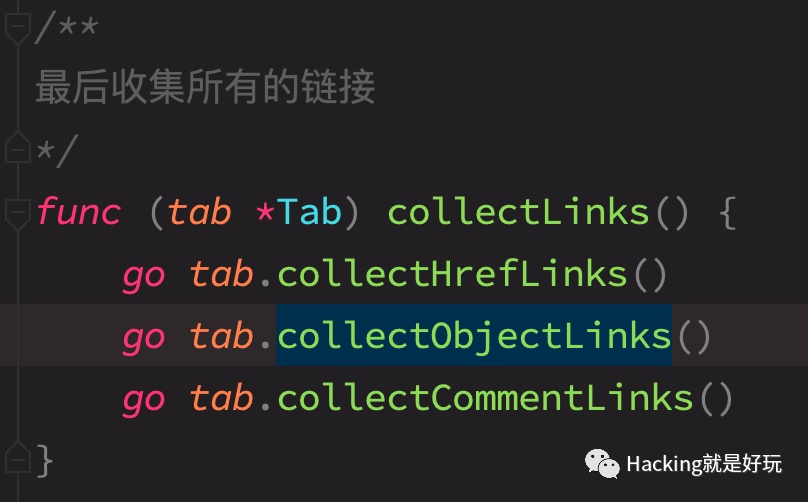 /**
最后收集所有的链接
*/
func (tab *Tab) collectLinks() {
    go tab.collectHrefLinks()
    go tab.collectObjectLinks()
    go tab.collectCommentLinks()
}
Hacking就是好玩